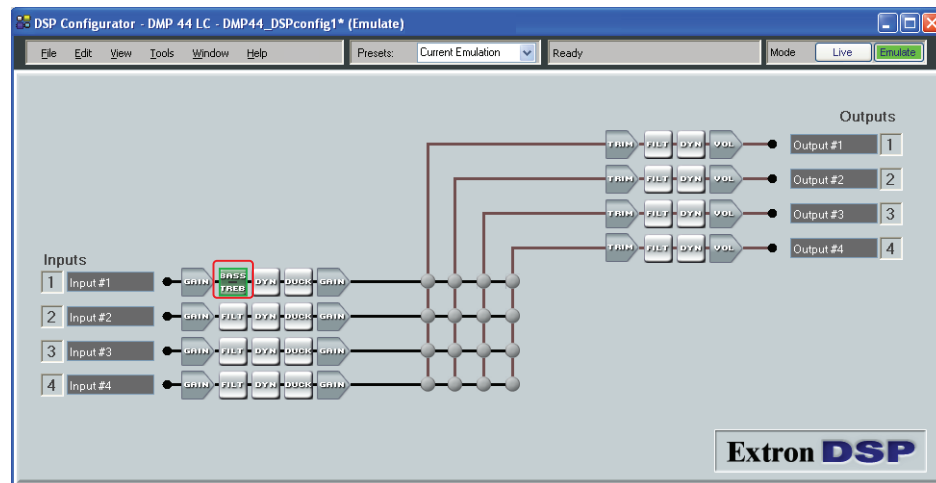 DSP Configurator - DMP 44 LC - DMP44_DSPconfig1* (Emulate)
File Edit View Tools Window Help Presets: Current Emulation Ready Mode Live Emulate
Outputs
TRIM FILT DYN VOL Output #1 1
TRIM FILT DYN VOL Output #2 2
TRIM FILT DYN VOL Output #3 3
TRIM FILT DYN VOL Output #4 4
Inputs
1 Input #1 GAIN BASS TREB DYN DUCK GAIN
2 Input #2 GAIN FILT DYN DUCK GAIN
3 Input #3 GAIN FILT DYN DUCK GAIN
4 Input #4 GAIN FILT DYN DUCK GAIN
Extron DSP